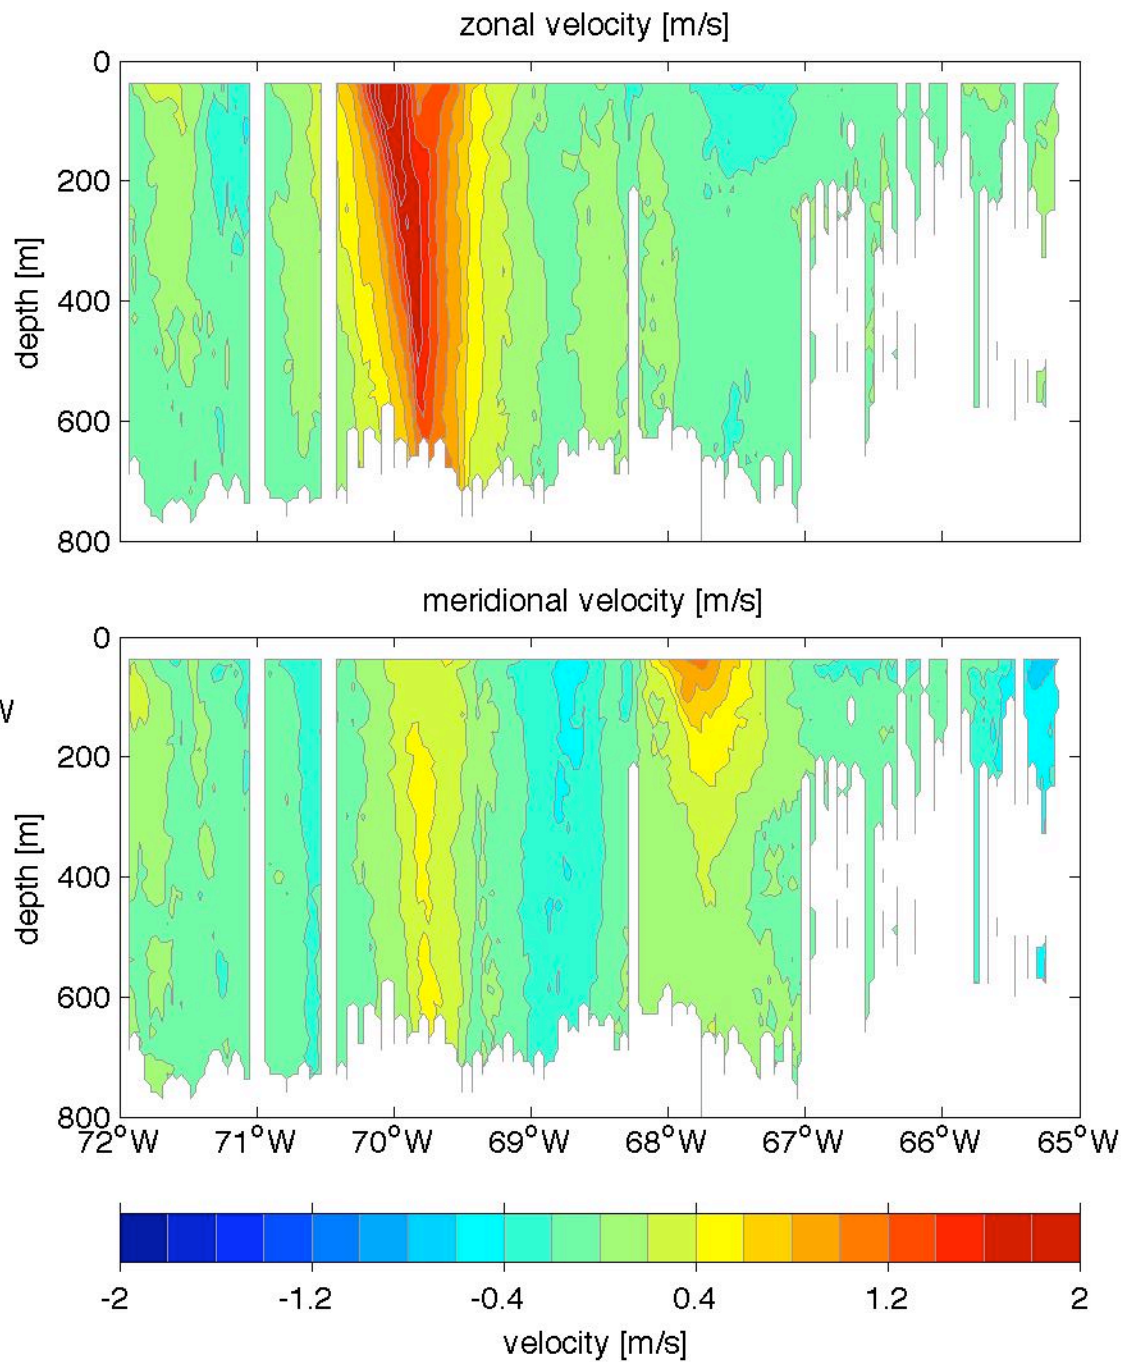 zonal velocity [m/s]
0
200
400
600
800
depth [m]
meridional velocity [m/s]
0
W
200
400
600
800
depth [m]
72°W 71°W 70°W 69°W 68°W 67°W 66°W 65°W
-2 -1.2 -0.4 0.4 1.2 2
velocity [m/s]